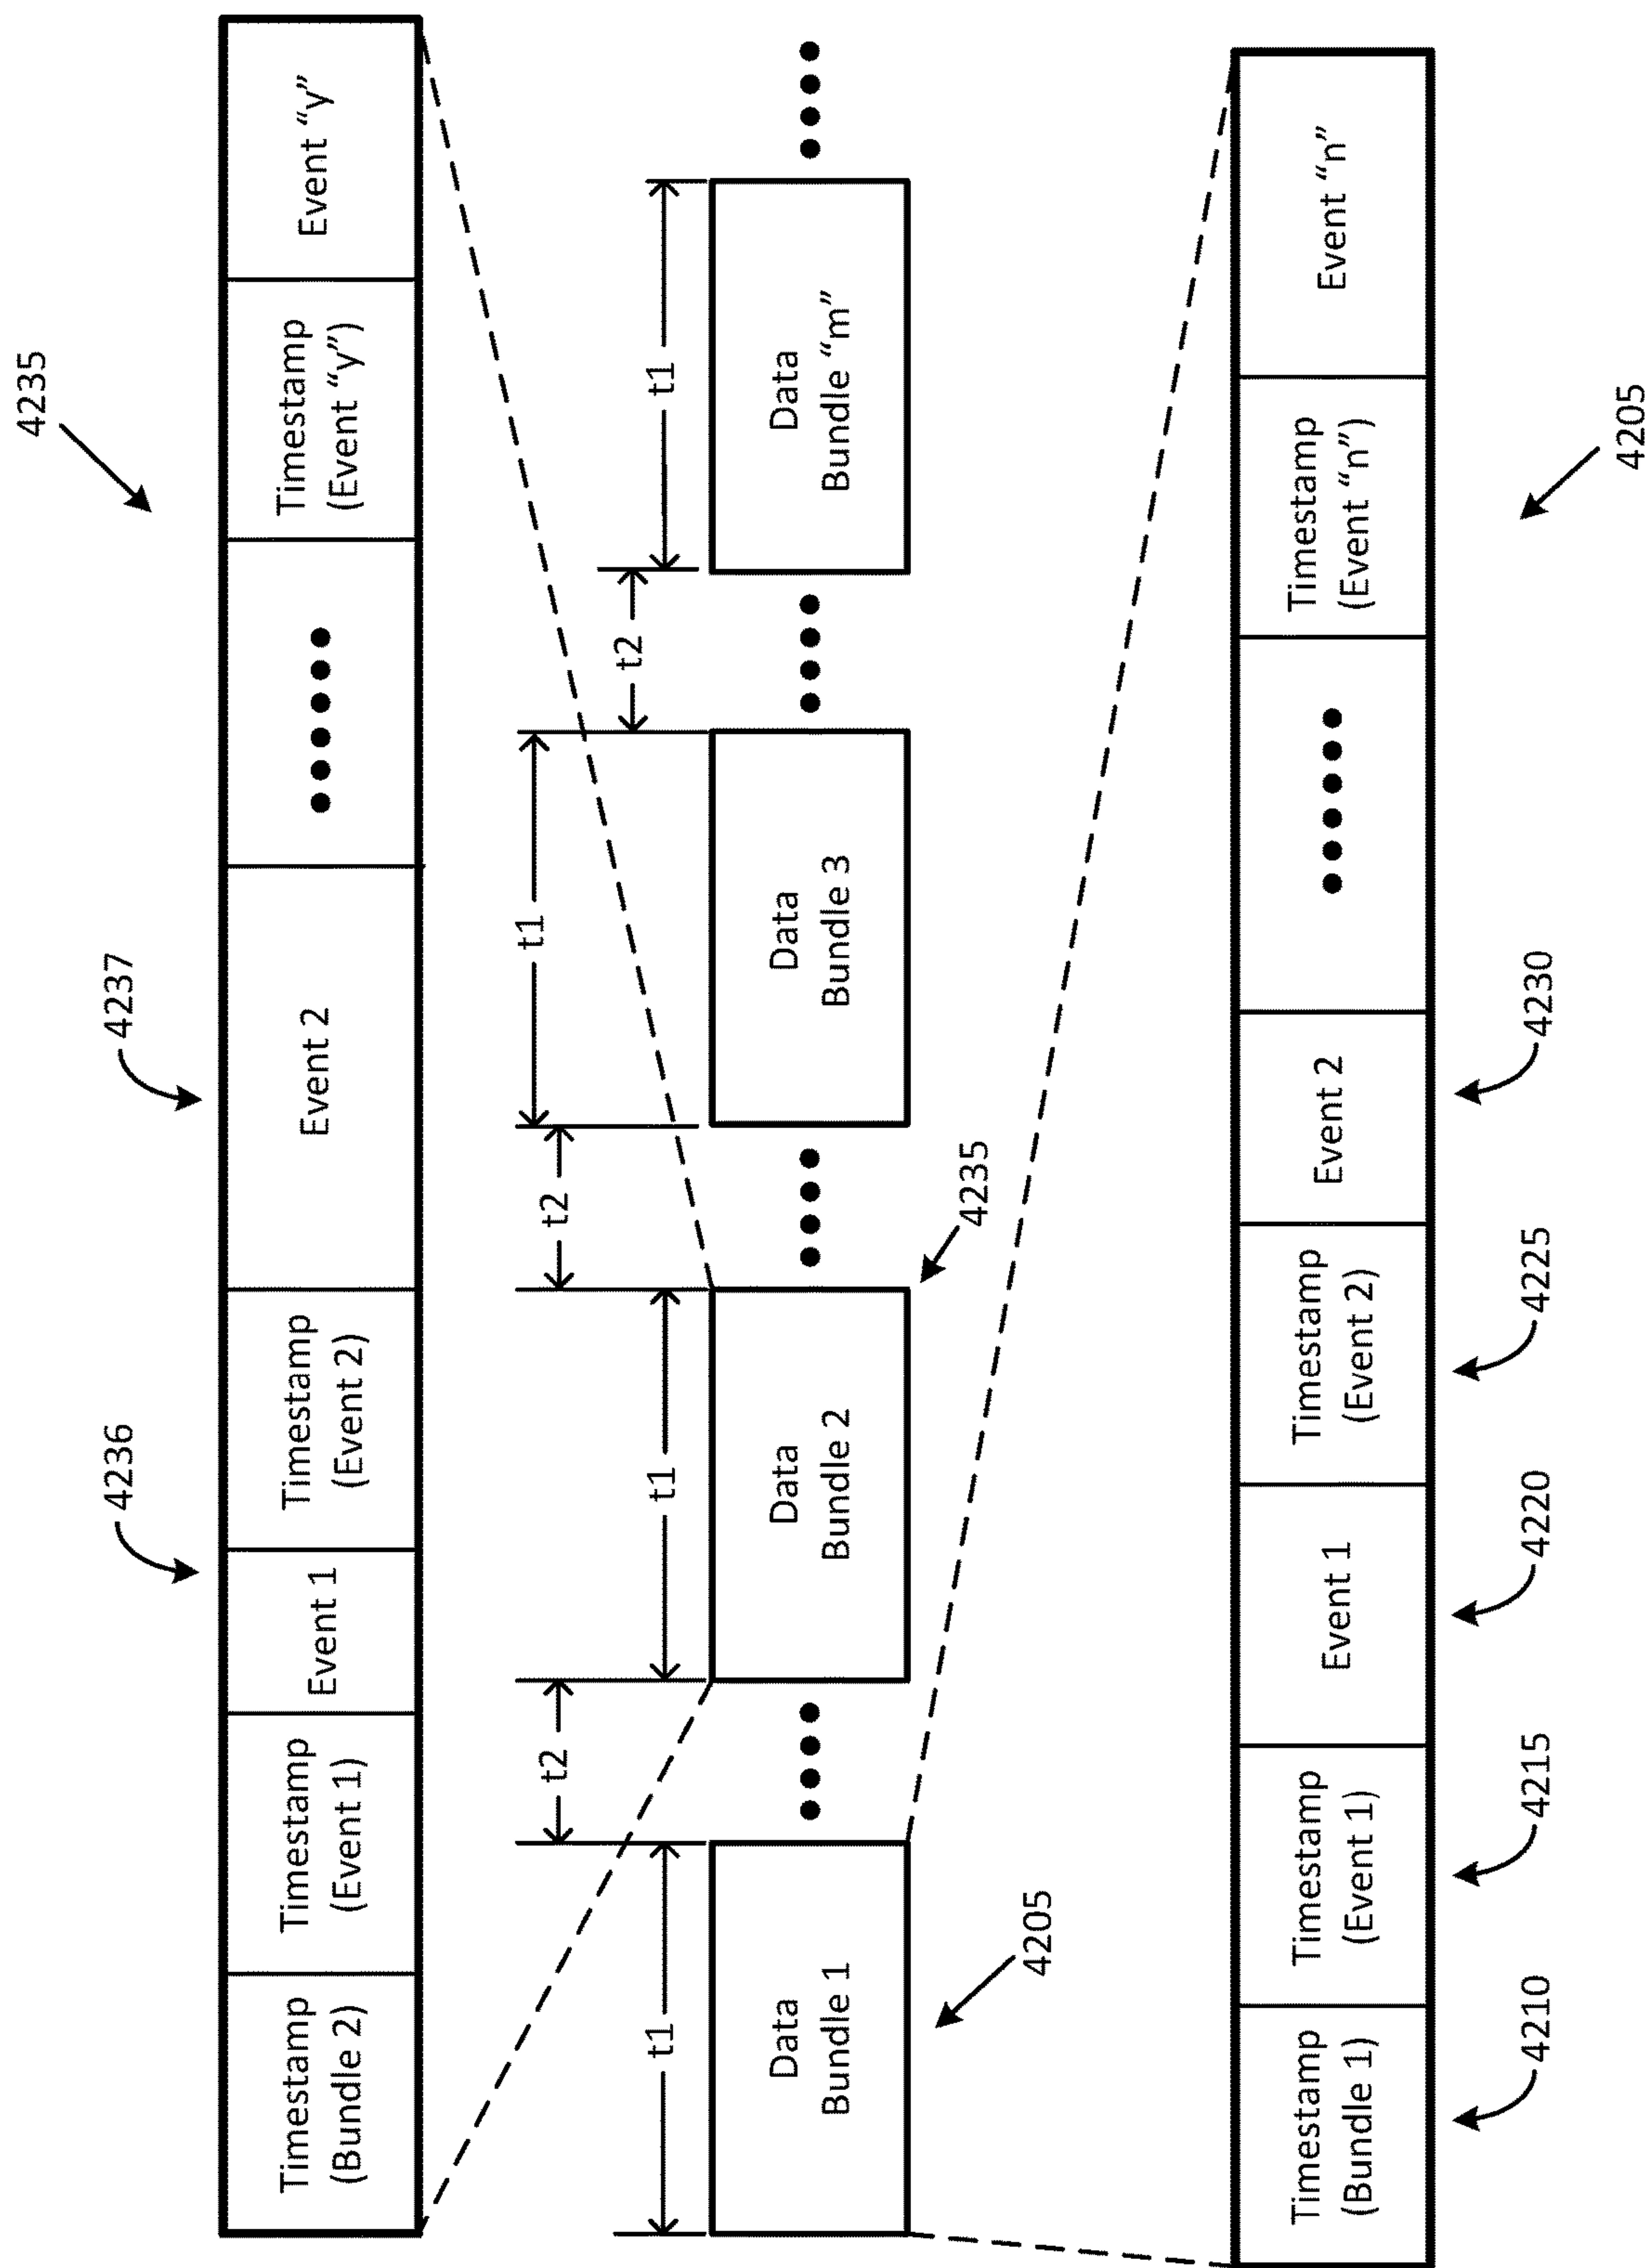 4235
4236
4237
Timestamp
(Bundle 2)
Timestamp
(Event 1)
Event 1
Timestamp
(Event 2)
Event 2
Timestamp
(Event “y”)
Event “y”
t1
t2
t1
t2
t1
t2
t1
Data
Bundle 1
Data
Bundle 2
Data
Bundle 3
Data
Bundle “m”
4205
4235
Timestamp
(Bundle 1)
Timestamp
(Event 1)
Event 1
Timestamp
(Event 2)
Event 2
Timestamp
(Event “n”)
Event “n”
4210
4215
4220
4225
4230
4205